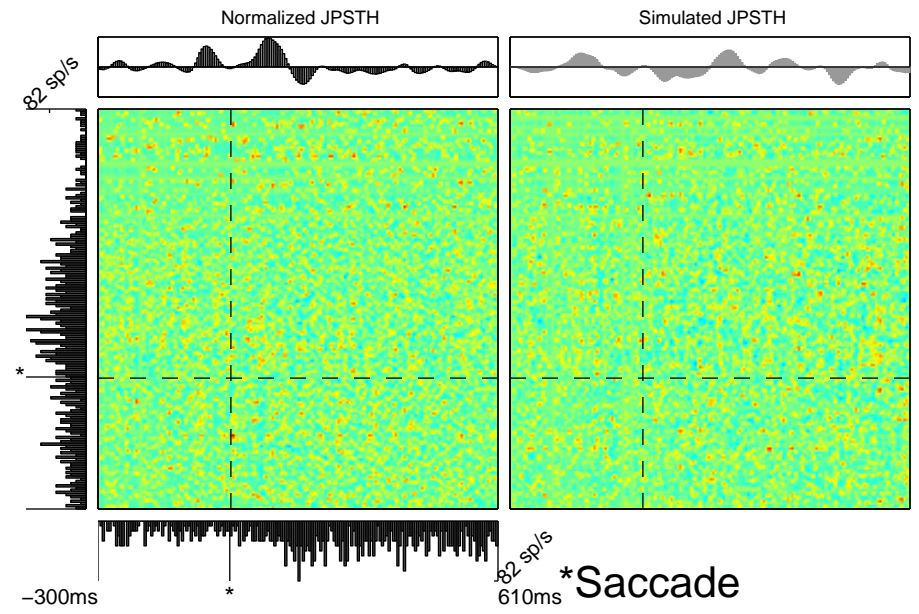 Normalized JPSTH
Simulated JPSTH
82 sp/s
*
82 sp/s
−300ms
*
610ms
*Saccade